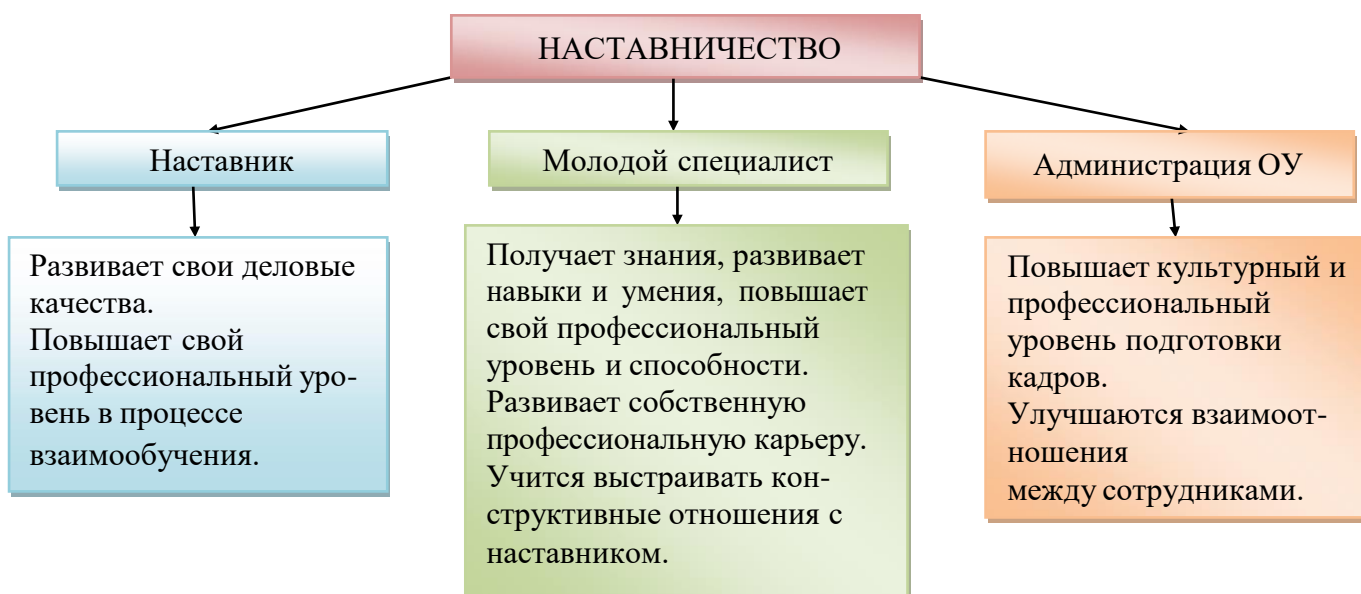 НАСТАВНИЧЕСТВО
Наставник
Развивает свои деловые
качества.
Повышает свой
профессиональный уро-
вень в процессе
взаимообучения.
Молодой специалист
Получает знания, развивает
навыки и умения, повышает
свой профессиональный
уровень и способности.
Развивает собственную
профессиональную карьеру.
Учится выстраивать кон-
структивные отношения с
наставником.
Администрация ОУ
Повышает культурный и
профессиональный
уровень подготовки
кадров.
Улучшаются взаимоот-
ношения
между сотрудниками.